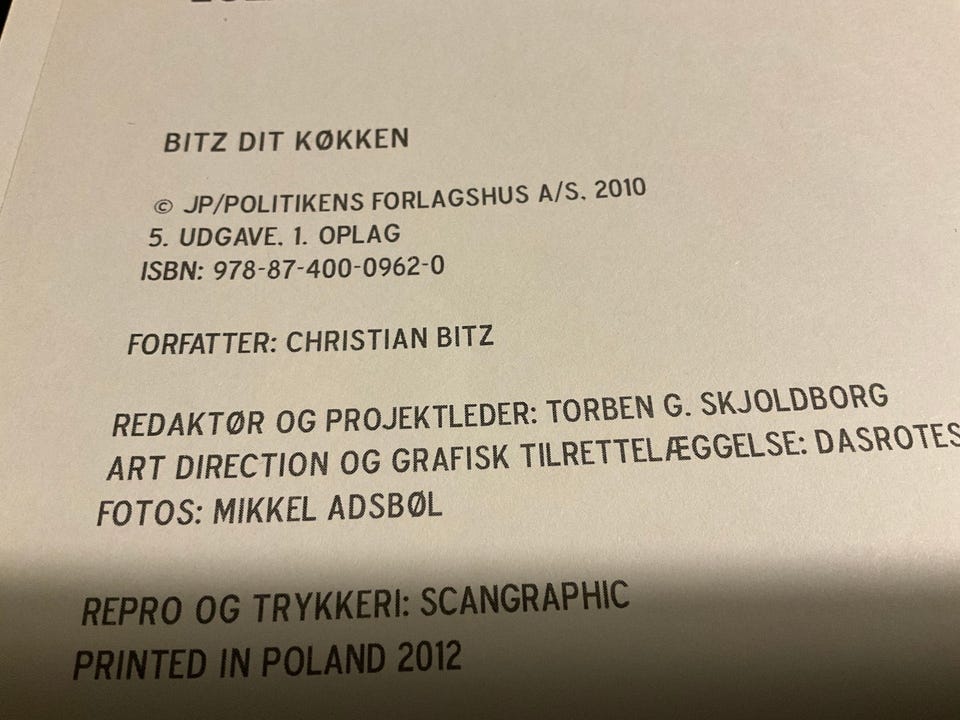 BITZ DIT KØKKEN
© JP/POLITIKENS FORLAGSHUS A/S. 2010
5. UDGAVE. 1. OPLAG
ISBN: 978-87-400-0962-0
FORFATTER: CHRISTIAN BITZ
REDAKTØR OG PROJEKTLEDER: TORBEN G. SKJOLDBORG
ART DIRECTION OG GRAFISK TILRETTELÆGGELSE: DASROTES
FOTOS: MIKKEL ADSBØL
REPRO OG TRYKKERI: SCANGRAPHIC
PRINTED IN POLAND 2012